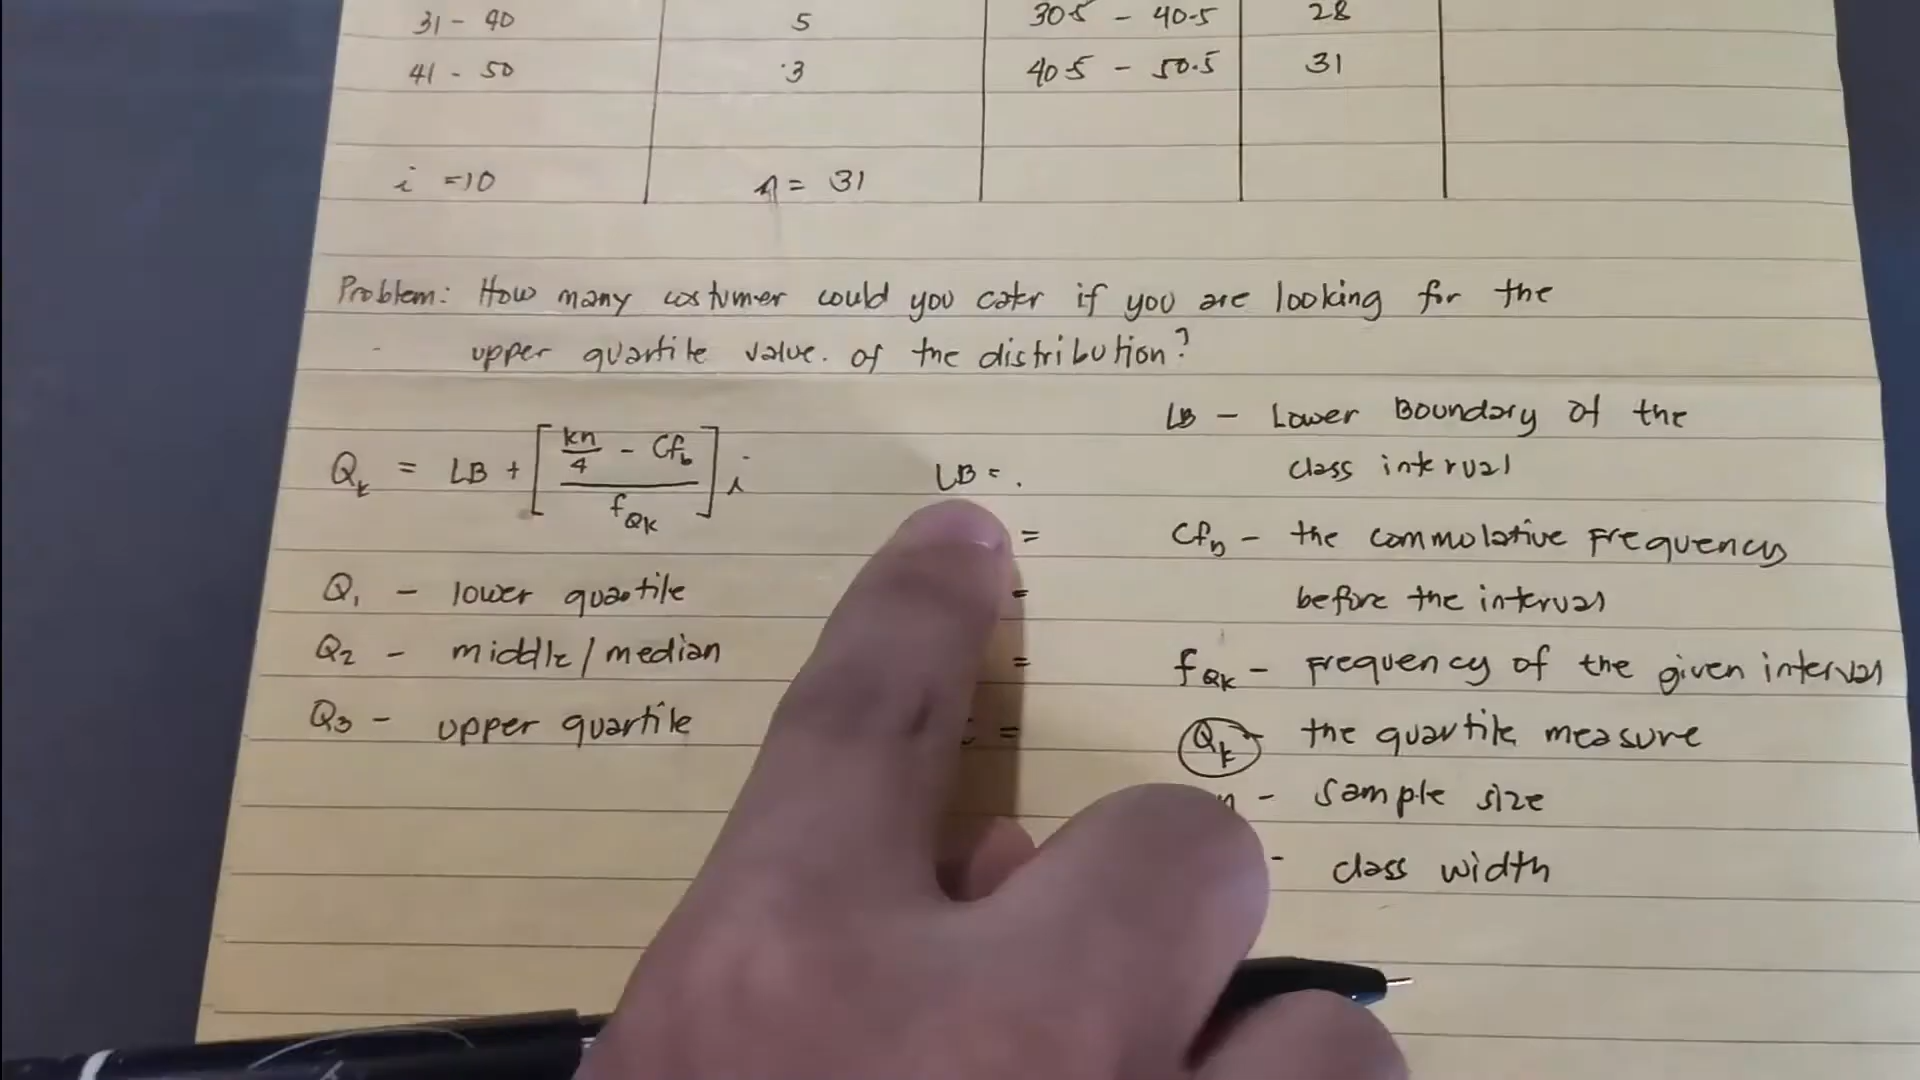 31 - 40 5 30.5 - 40.5 28
41 - 50 3 40.5 - 50.5 31
i = 10 n = 31
Problem: How many costumer could you catr if you are looking for the
upper quartile value. of the distribution?
LB - Lower Boundary of the
class interval
Qk = LB + [ kn/4 - Cfb / fQk ] i
LB = .
=
Cfb - the commolative Frequency
before the interval
Q1 - lower quartile
=
Q2 - middle/median
=
fQk - Frequency of the given interval
Q3 - upper quartile
=
Qk - the quartile measure
n - sample size
- class width